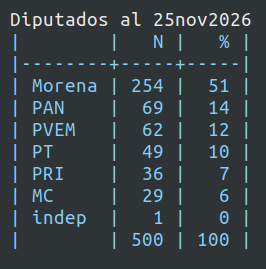 Diputados al 25nov2026
|        |   N |   % |
|--------+-----+-----|
| Morena | 254 |  51 |
| PAN    |  69 |  14 |
| PVEM   |  62 |  12 |
| PT     |  49 |  10 |
| PRI    |  36 |   7 |
| MC     |  29 |   6 |
| indep  |   1 |   0 |
|        | 500 | 100 |